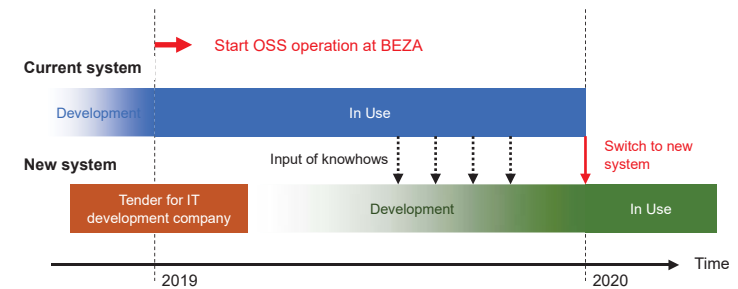 Start OSS operation at BEZA
Current system
Development
In Use
Input of knowhows
Switch to new
system
New system
Tender for IT
development company
Development
In Use
Time
2019
2020